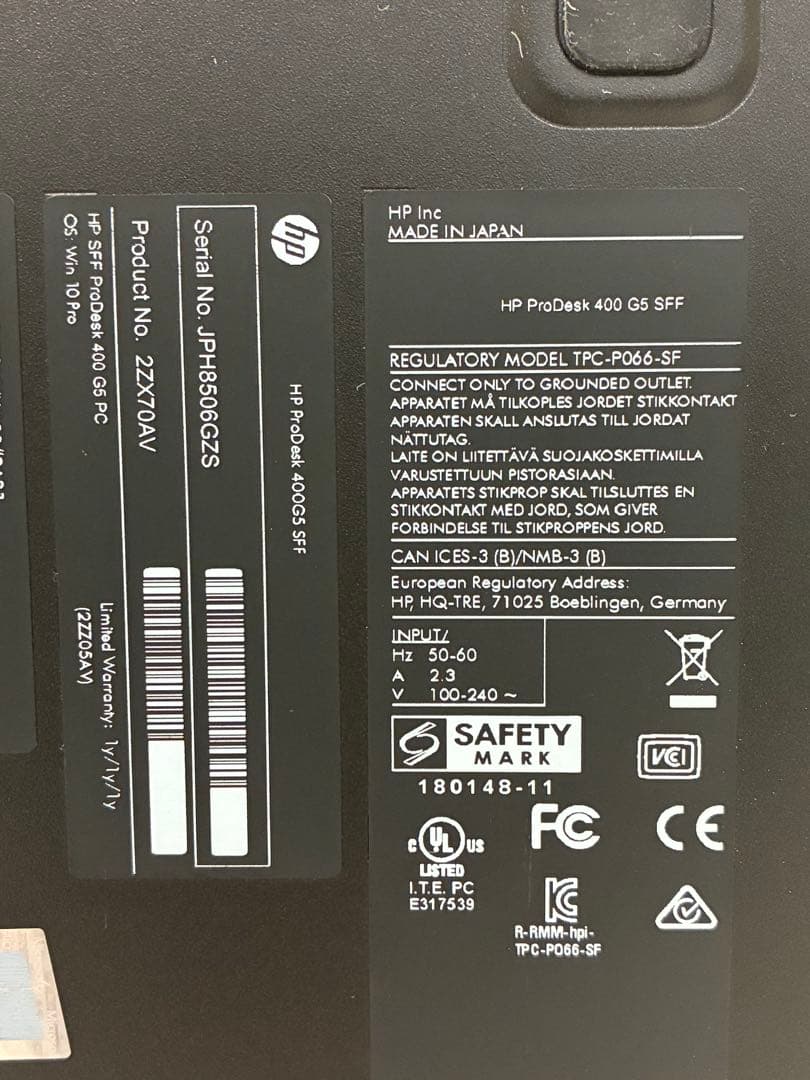 hp
HP ProDesk 400G5 SFF
Serial No. JPH8506GZS
Product No. 2ZX70AV
HP SFF ProDesk 400 G5 PC
OS: Win 10 Pro
Limited Warranty: 1y/1y/1y
(2ZZ05AV)
HP Inc
MADE IN JAPAN
HP ProDesk 400 G5 SFF
REGULATORY MODEL TPC-P066-SF
CONNECT ONLY TO GROUNDED OUTLET.
APPARATET MÅ TILKOPLES JORDET STIKKONTAKT
APPARATEN SKALL ANSLUTAS TILL JORDAT
NÄTTUTAG.
LAITE ON LIITETTÄVÄ SUOJAKOSKETTIMILLA
VARUSTETTUUN PISTORASIAAN.
APPARATETS STIKPROP SKAL TILSLUTTES EN
STIKKONTAKT MED JORD, SOM GIVER
FORBINDELSE TIL STIKPROPPENS JORD.
CAN ICES-3 (B)/NMB-3 (B)
European Regulatory Address:
HP, HQ-TRE, 71025 Boeblingen, Germany
INPUT/
Hz 50-60
A 2.3
V 100-240 ~
SAFETY
MARK
180148-11
VCI
c UL US
LISTED
I.T.E. PC
E317539
FC
CE
KC
R-RMM-hpi-
TPC-P066-SF